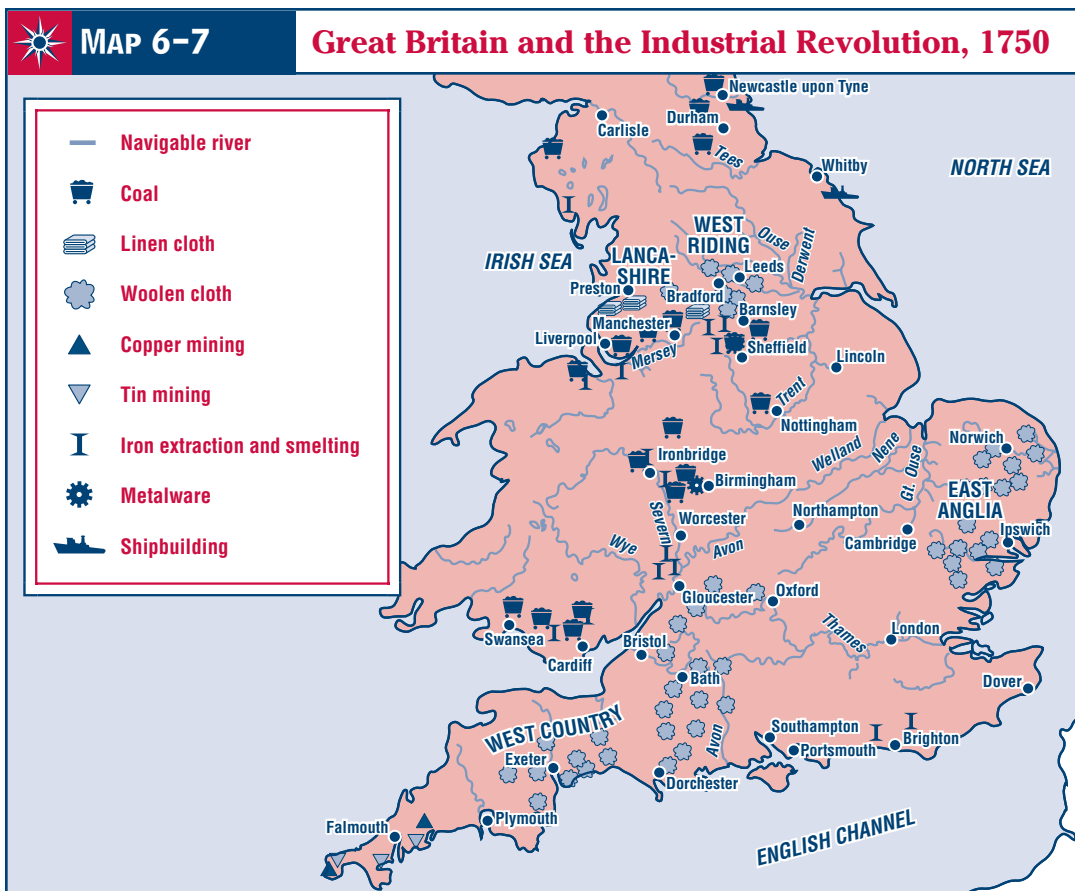 MAP 6–7
Great Britain and the Industrial Revolution, 1750
Navigable river
Coal
Linen cloth
Woolen cloth
Copper mining
Tin mining
Iron extraction and smelting
Metalware
Shipbuilding
Newcastle upon Tyne
Carlisle
Durham
Tees
Whitby
NORTH SEA
WEST
RIDING
Ouse
Derwent
IRISH SEA
LANCA-
SHIRE
Leeds
Preston
Bradford
Barnsley
Manchester
Liverpool
Mersey
Sheffield
Lincoln
Trent
Nottingham
Ironbridge
Welland
Nene
Gt. Ouse
Norwich
Birmingham
EAST
ANGLIA
Severn
Worcester
Northampton
Cambridge
Ipswich
Wye
Avon
Gloucester
Oxford
Thames
London
Swansea
Cardiff
Bristol
Bath
Dover
WEST COUNTRY
Avon
Southampton
Portsmouth
Brighton
Exeter
Dorchester
Plymouth
Falmouth
ENGLISH CHANNEL